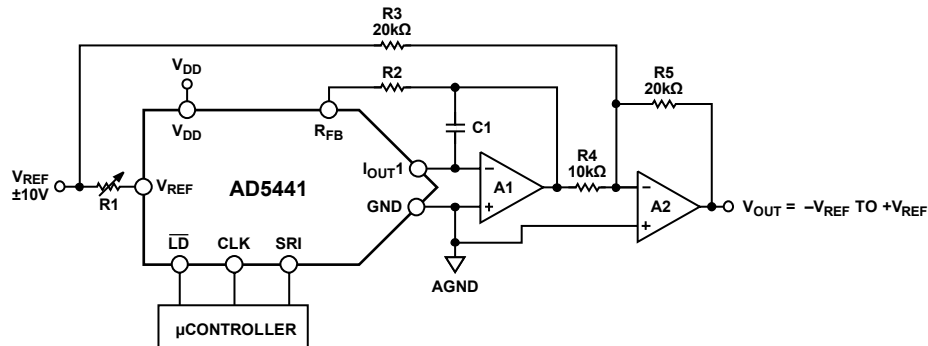 R3
20kΩ
VDD
R2
R5
20kΩ
VDD
RFB
C1
VREF
±10V
R1
VREF
AD5441
IOUT1
GND
A1
R4
10kΩ
A2
VOUT = –VREF TO +VREF
LD
CLK
SRI
AGND
µCONTROLLER